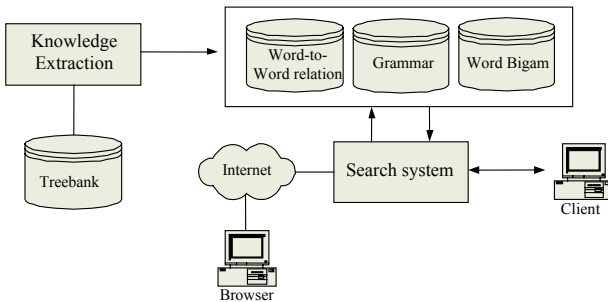 Knowledge
Extraction
Word-to-
Word relation
Grammar
Word Bigam
Treebank
Internet
Search system
Client
Browser